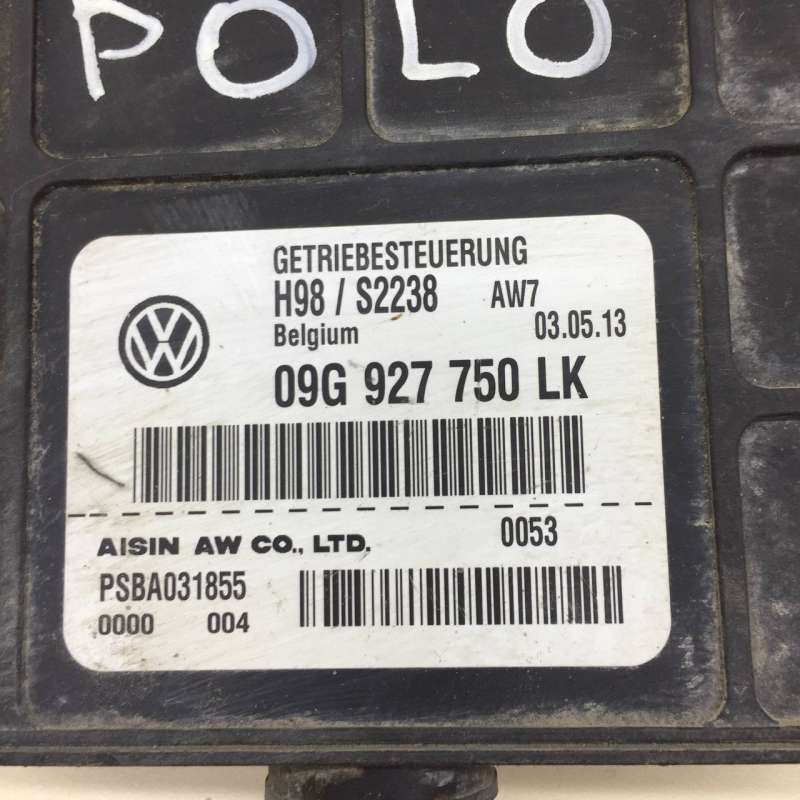 POLO
GETRIEBESTEUERUNG
H98 / S2238 AW7
Belgium 03.05.13
09G 927 750 LK
AISIN AW CO., LTD. 0053
PSBA031855
0000 004